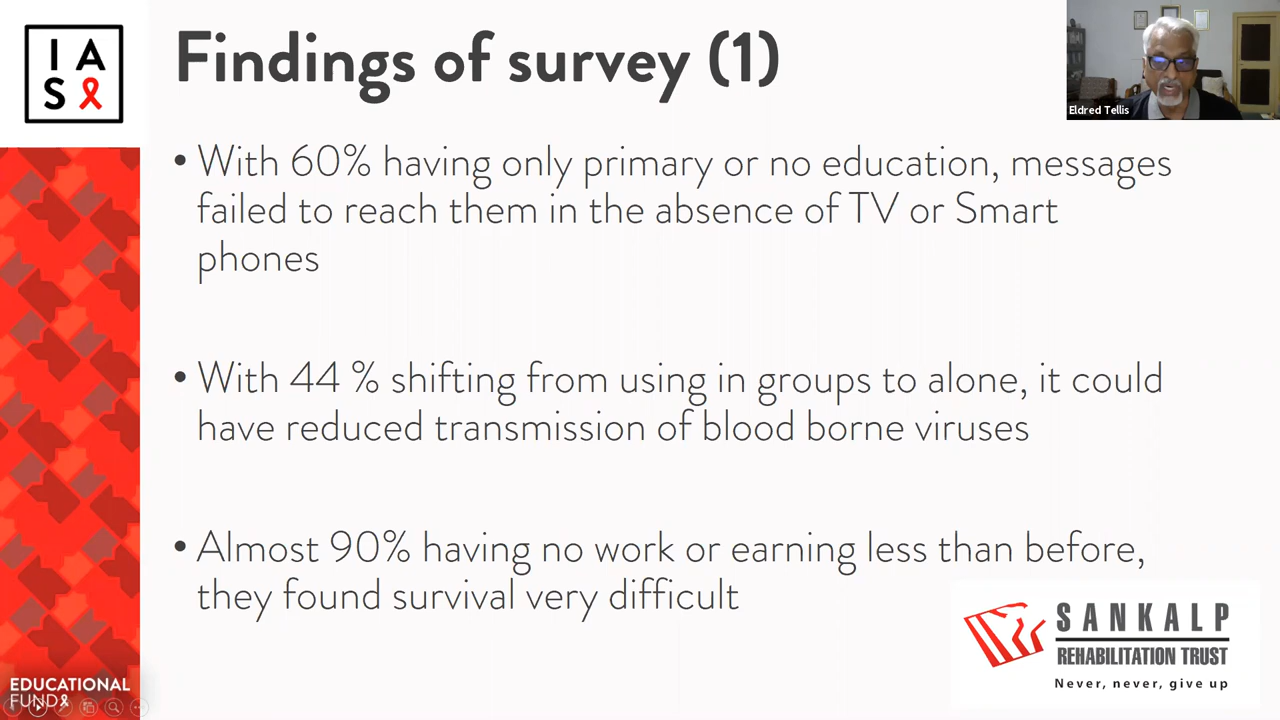 I A
S
Findings of survey (1)
Eldred Tellis
• With 60% having only primary or no education, messages
failed to reach them in the absence of TV or Smart
phones
• With 44 % shifting from using in groups to alone, it could
have reduced transmission of blood borne viruses
• Almost 90% having no work or earning less than before,
they found survival very difficult
SANKALP
REHABILITATION TRUST
Never, never, give up
EDUCATIONAL
FUND